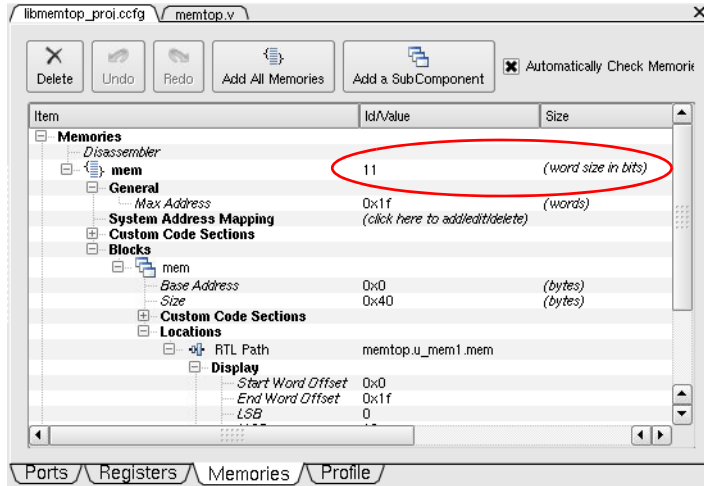 libmemtop_proj.ccfg memtop.v
Delete Undo Redo Add All Memories Add a SubComponent Automatically Check Memorie
Item Id/Value Size
Memories
Disassembler
mem 11 (word size in bits)
General
Max Address 0x1f (words)
System Address Mapping (click here to add/edit/delete)
Custom Code Sections
Blocks
mem
Base Address 0x0 (bytes)
Size 0x40 (bytes)
Custom Code Sections
Locations
RTL Path memtop.u_mem1.mem
Display
Start Word Offset 0x0
End Word Offset 0x1f
LSB 0
Ports Registers Memories Profile